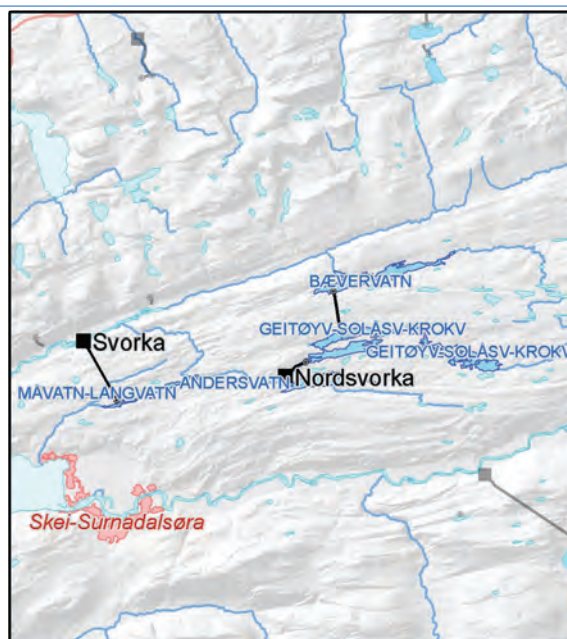 BÆVERVATN
GEITØYV-SOLÅSV-KROKV
Svorka
GEITØYV-SOLÅSV-KROKV
ANDERSVATN
Nordsvorka
MÅVATN-LANGVATN
Skei-Surnadalsøra